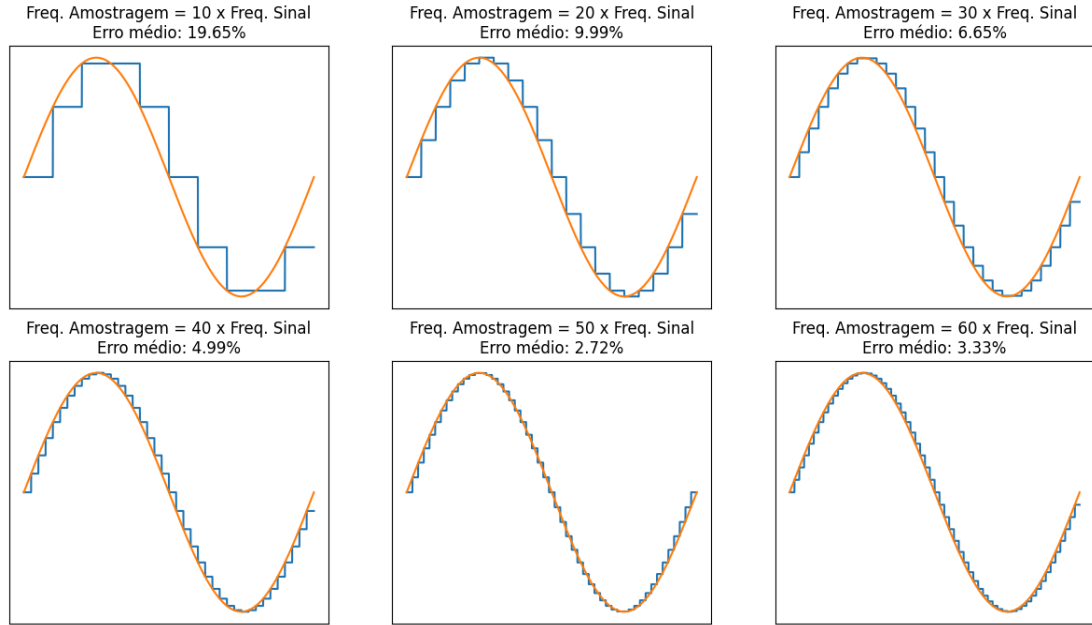 Freq. Amostragem = 10 x Freq. Sinal
Erro médio: 19.65%
Freq. Amostragem = 20 x Freq. Sinal
Erro médio: 9.99%
Freq. Amostragem = 30 x Freq. Sinal
Erro médio: 6.65%
Freq. Amostragem = 40 x Freq. Sinal
Erro médio: 4.99%
Freq. Amostragem = 50 x Freq. Sinal
Erro médio: 2.72%
Freq. Amostragem = 60 x Freq. Sinal
Erro médio: 3.33%